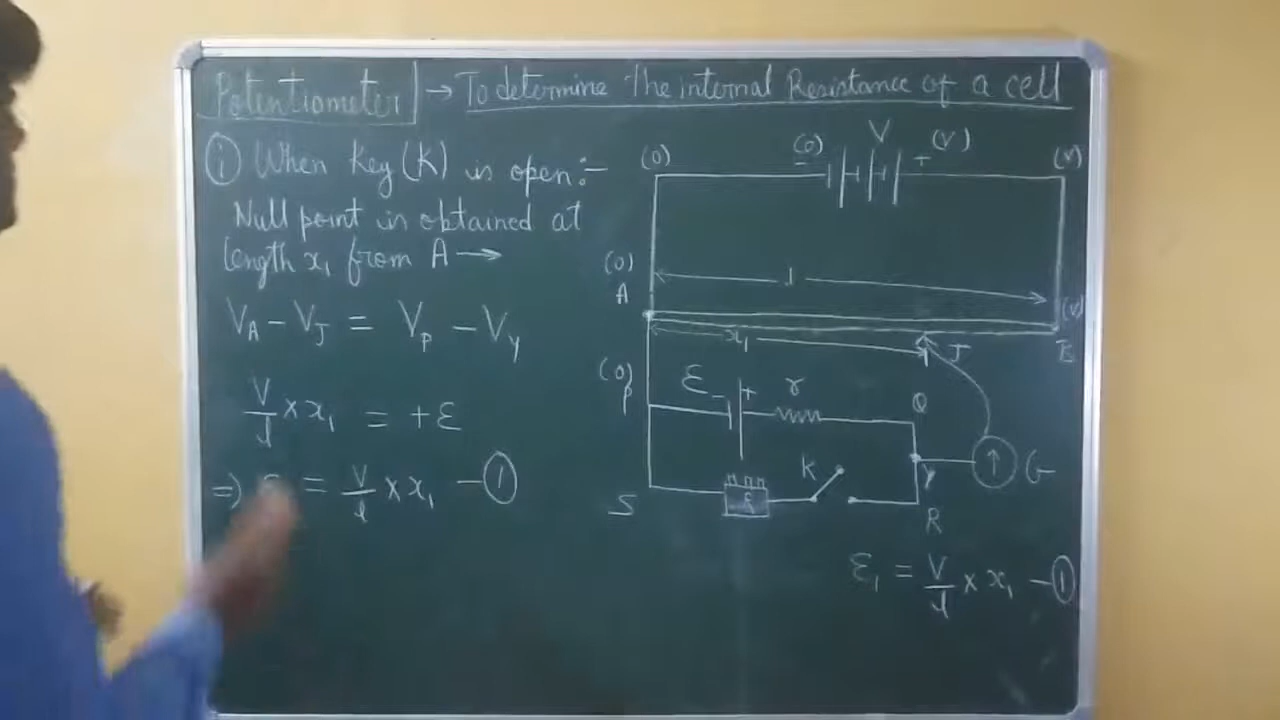 Potentiometer → To determine The internal Resistance of a cell
(i) When Key (K) is open:-
Null point is obtained at
length x₁ from A →
V_A - V_J = V_P - V_Y
V/l × x₁ = +ε
⇒ = V/l × x₁ - ①
(0) (0) V + (V) (V)
-
l
(0)
A
(V)
B
x₁
J
(0)
P
ε - + r
Q
K
G
Y
S
R
R
ε₁ = V/l × x₁ - ①